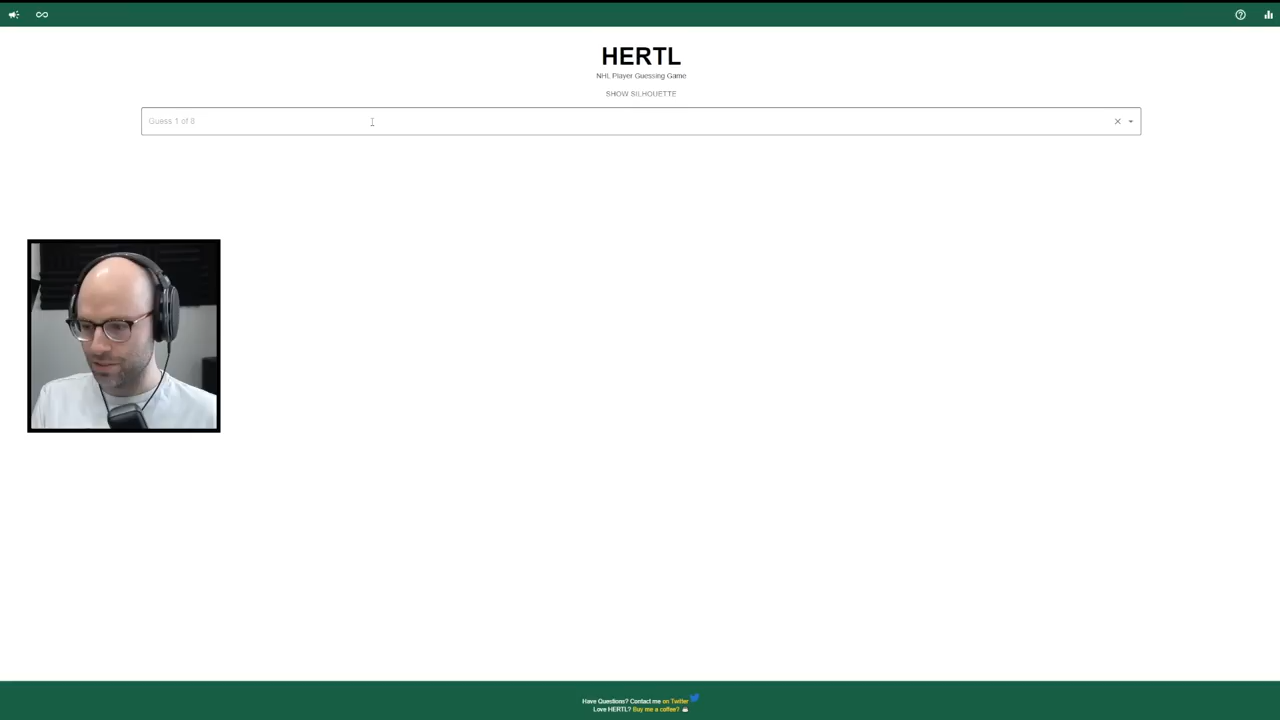 HERTL
NHL Player Guessing Game
SHOW SILHOUETTE
Guess 1 of 8
Have Questions? Contact me on Twitter
Love HERTL? Buy me a coffee? ☕